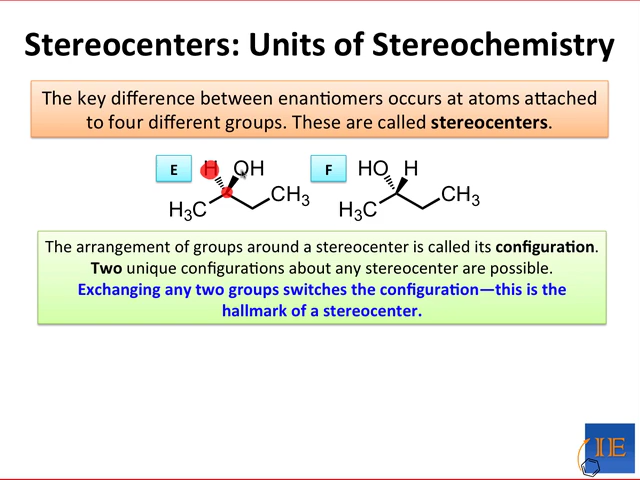 Stereocenters: Units of Stereochemistry
The key difference between enantiomers occurs at atoms attached
to four different groups. These are called stereocenters.
E H OH F HO H
CH3 CH3
H3C H3C
The arrangement of groups around a stereocenter is called its configuration.
Two unique configurations about any stereocenter are possible.
Exchanging any two groups switches the configuration—this is the
hallmark of a stereocenter.
IE